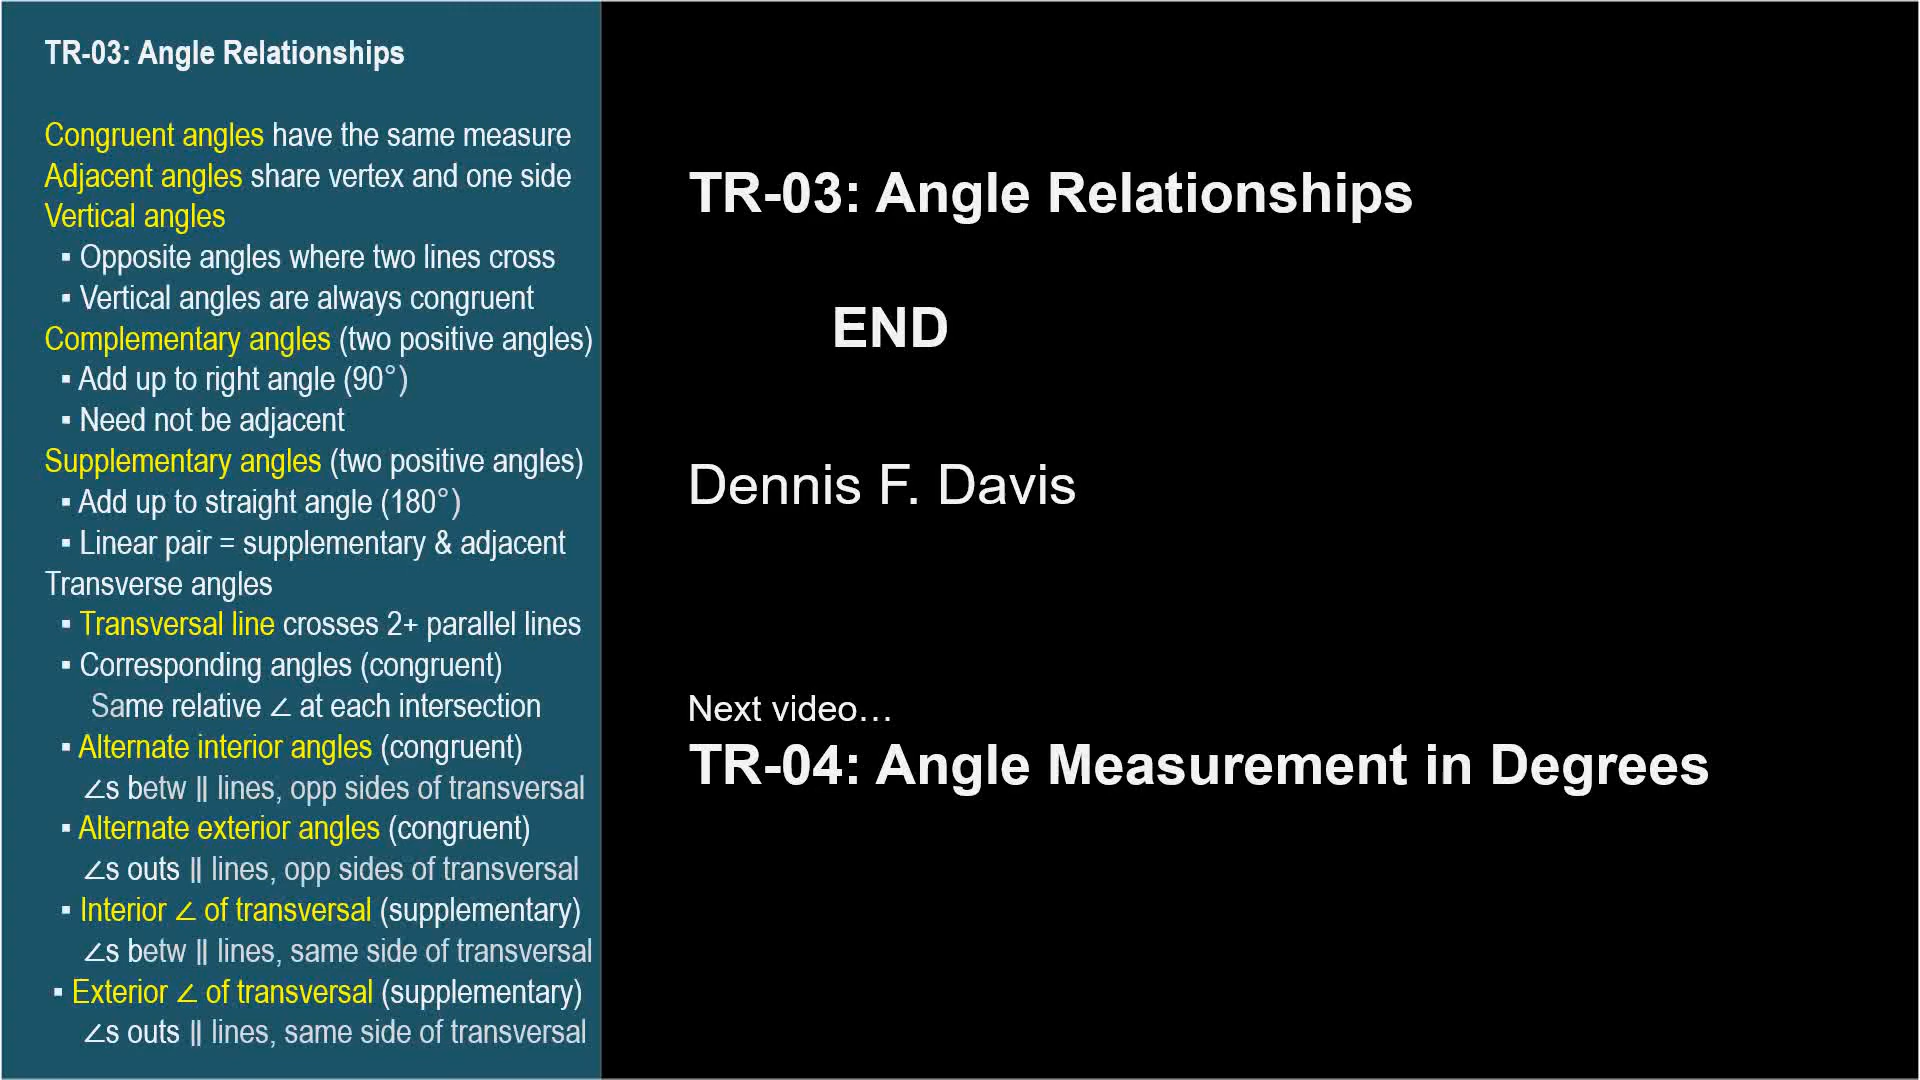 TR-03: Angle Relationships
Congruent angles have the same measure
Adjacent angles share vertex and one side
Vertical angles
▪ Opposite angles where two lines cross
▪ Vertical angles are always congruent
Complementary angles (two positive angles)
▪ Add up to right angle (90°)
▪ Need not be adjacent
Supplementary angles (two positive angles)
▪ Add up to straight angle (180°)
▪ Linear pair = supplementary & adjacent
Transverse angles
▪ Transversal line crosses 2+ parallel lines
▪ Corresponding angles (congruent)
Same relative ∠ at each intersection
▪ Alternate interior angles (congruent)
∠s betw ∥ lines, opp sides of transversal
▪ Alternate exterior angles (congruent)
∠s outs ∥ lines, opp sides of transversal
▪ Interior ∠ of transversal (supplementary)
∠s betw ∥ lines, same side of transversal
▪ Exterior ∠ of transversal (supplementary)
∠s outs ∥ lines, same side of transversal
TR-03: Angle Relationships
END
Dennis F. Davis
Next video…
TR-04: Angle Measurement in Degrees